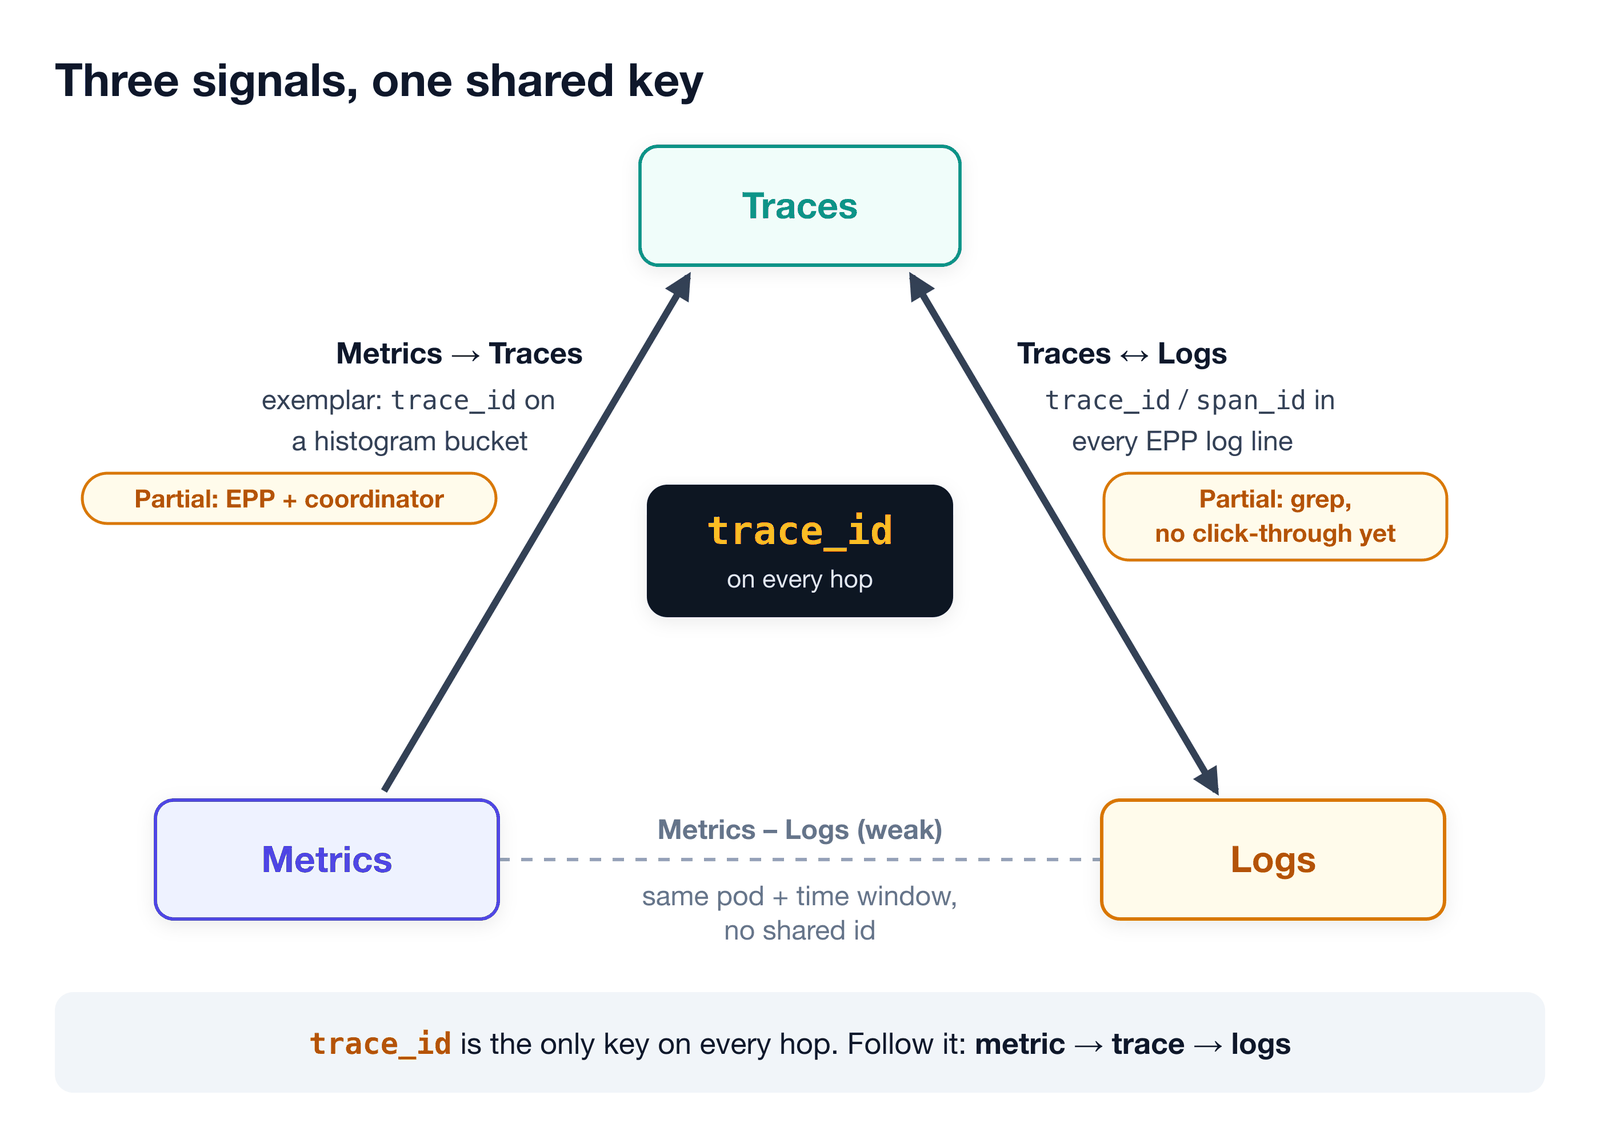 Three signals, one shared key
Traces
Metrics → Traces
exemplar: trace_id on
a histogram bucket
Partial: EPP + coordinator
Traces ↔ Logs
trace_id / span_id in
every EPP log line
Partial: grep,
no click-through yet
trace_id
on every hop
Metrics
Metrics – Logs (weak)
same pod + time window,
no shared id
Logs
trace_id is the only key on every hop. Follow it: metric → trace → logs